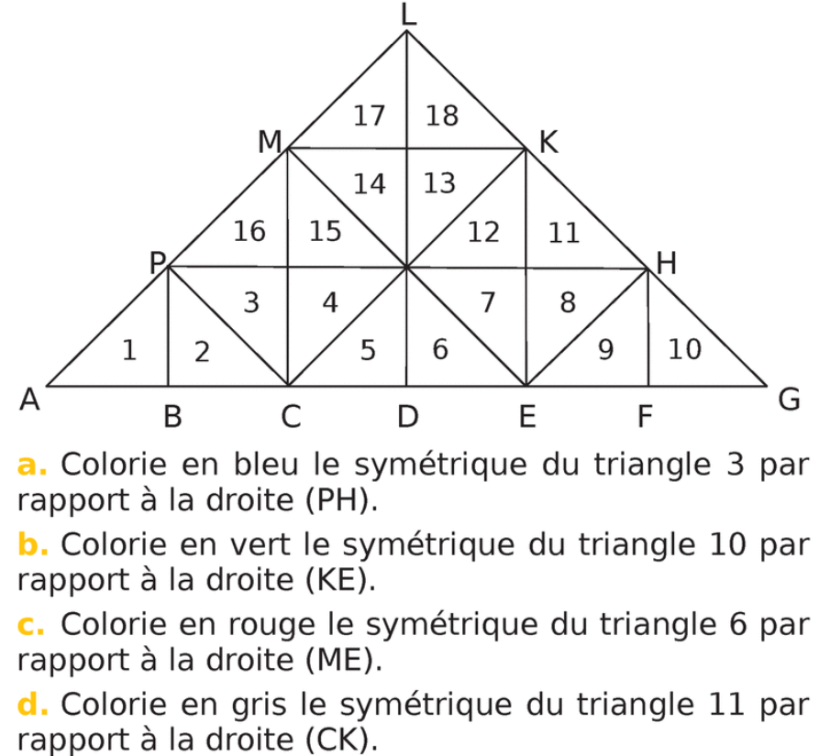 L
17 18
M K
14 13
16 15 12 11
P H
3 4 7 8
1 2 5 6 9 10
A G
B C D E F
a. Colorie en bleu le symétrique du triangle 3 par
rapport à la droite (PH).
b. Colorie en vert le symétrique du triangle 10 par
rapport à la droite (KE).
c. Colorie en rouge le symétrique du triangle 6 par
rapport à la droite (ME).
d. Colorie en gris le symétrique du triangle 11 par
rapport à la droite (CK).